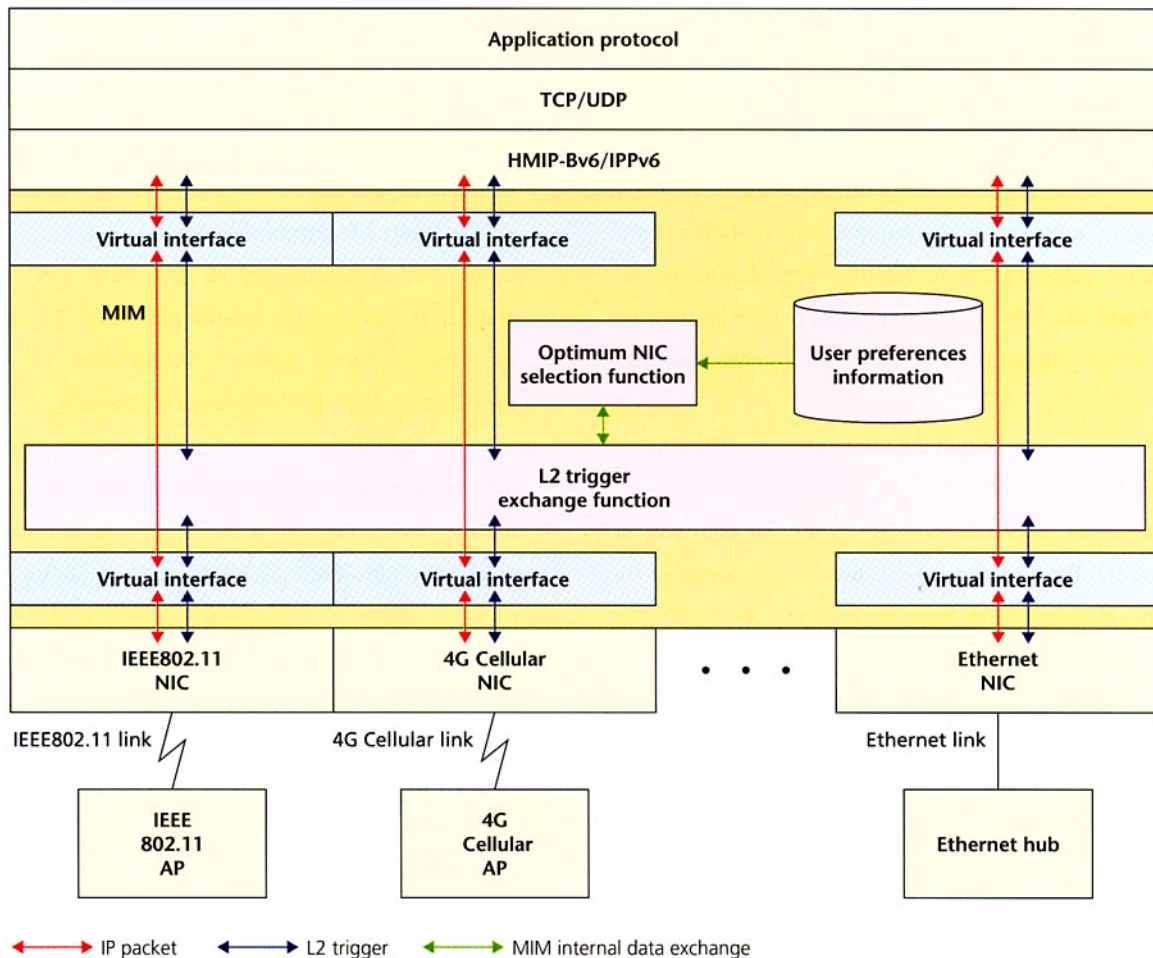 Application protocol
TCP/UDP
HMIP-Bv6/IPPv6
Virtual interface
Virtual interface
Virtual interface
MIM
Optimum NIC
selection function
User preferences
information
L2 trigger
exchange function
Virtual interface
Virtual interface
Virtual interface
IEEE802.11
NIC
4G Cellular
NIC
• • •
Ethernet
NIC
IEEE802.11 link
4G Cellular link
Ethernet link
IEEE
802.11
AP
4G
Cellular
AP
Ethernet hub
IP packet
L2 trigger
MIM internal data exchange